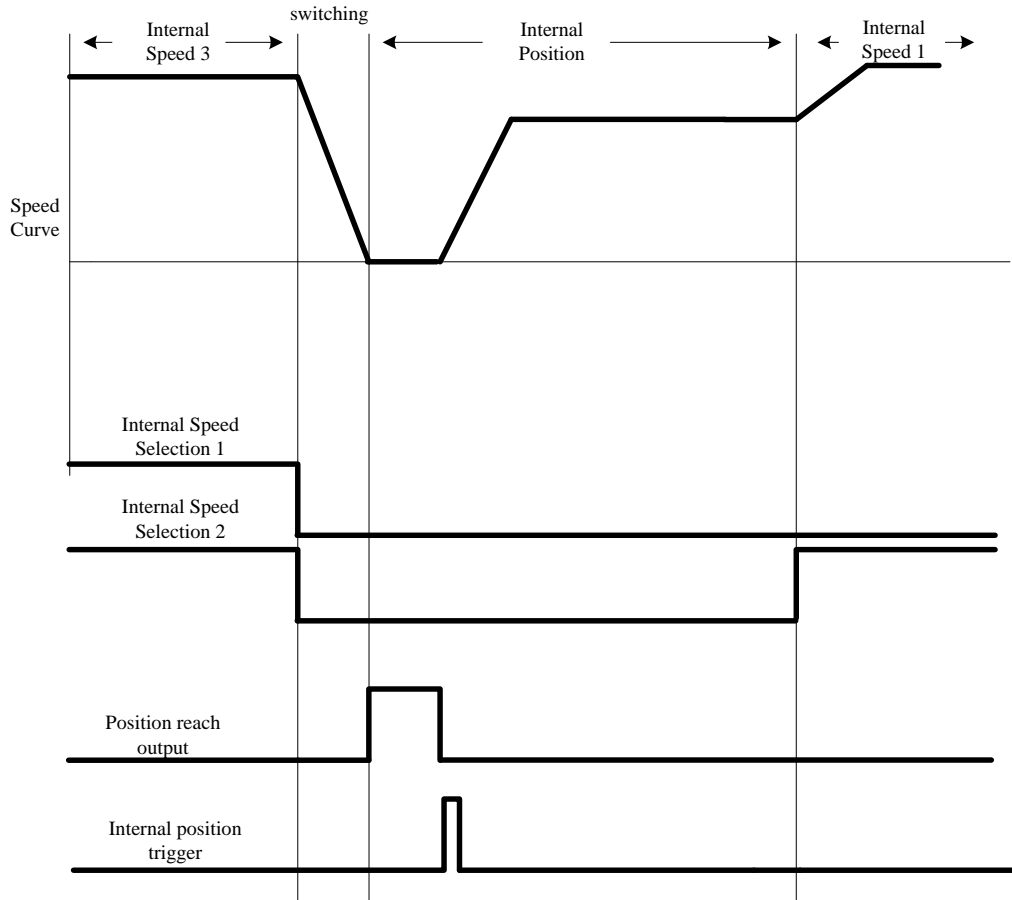 switching
Internal
Speed 3
Internal
Position
Internal
Speed 1
Speed
Curve
Internal Speed
Selection 1
Internal Speed
Selection 2
Position reach
output
Internal position
trigger